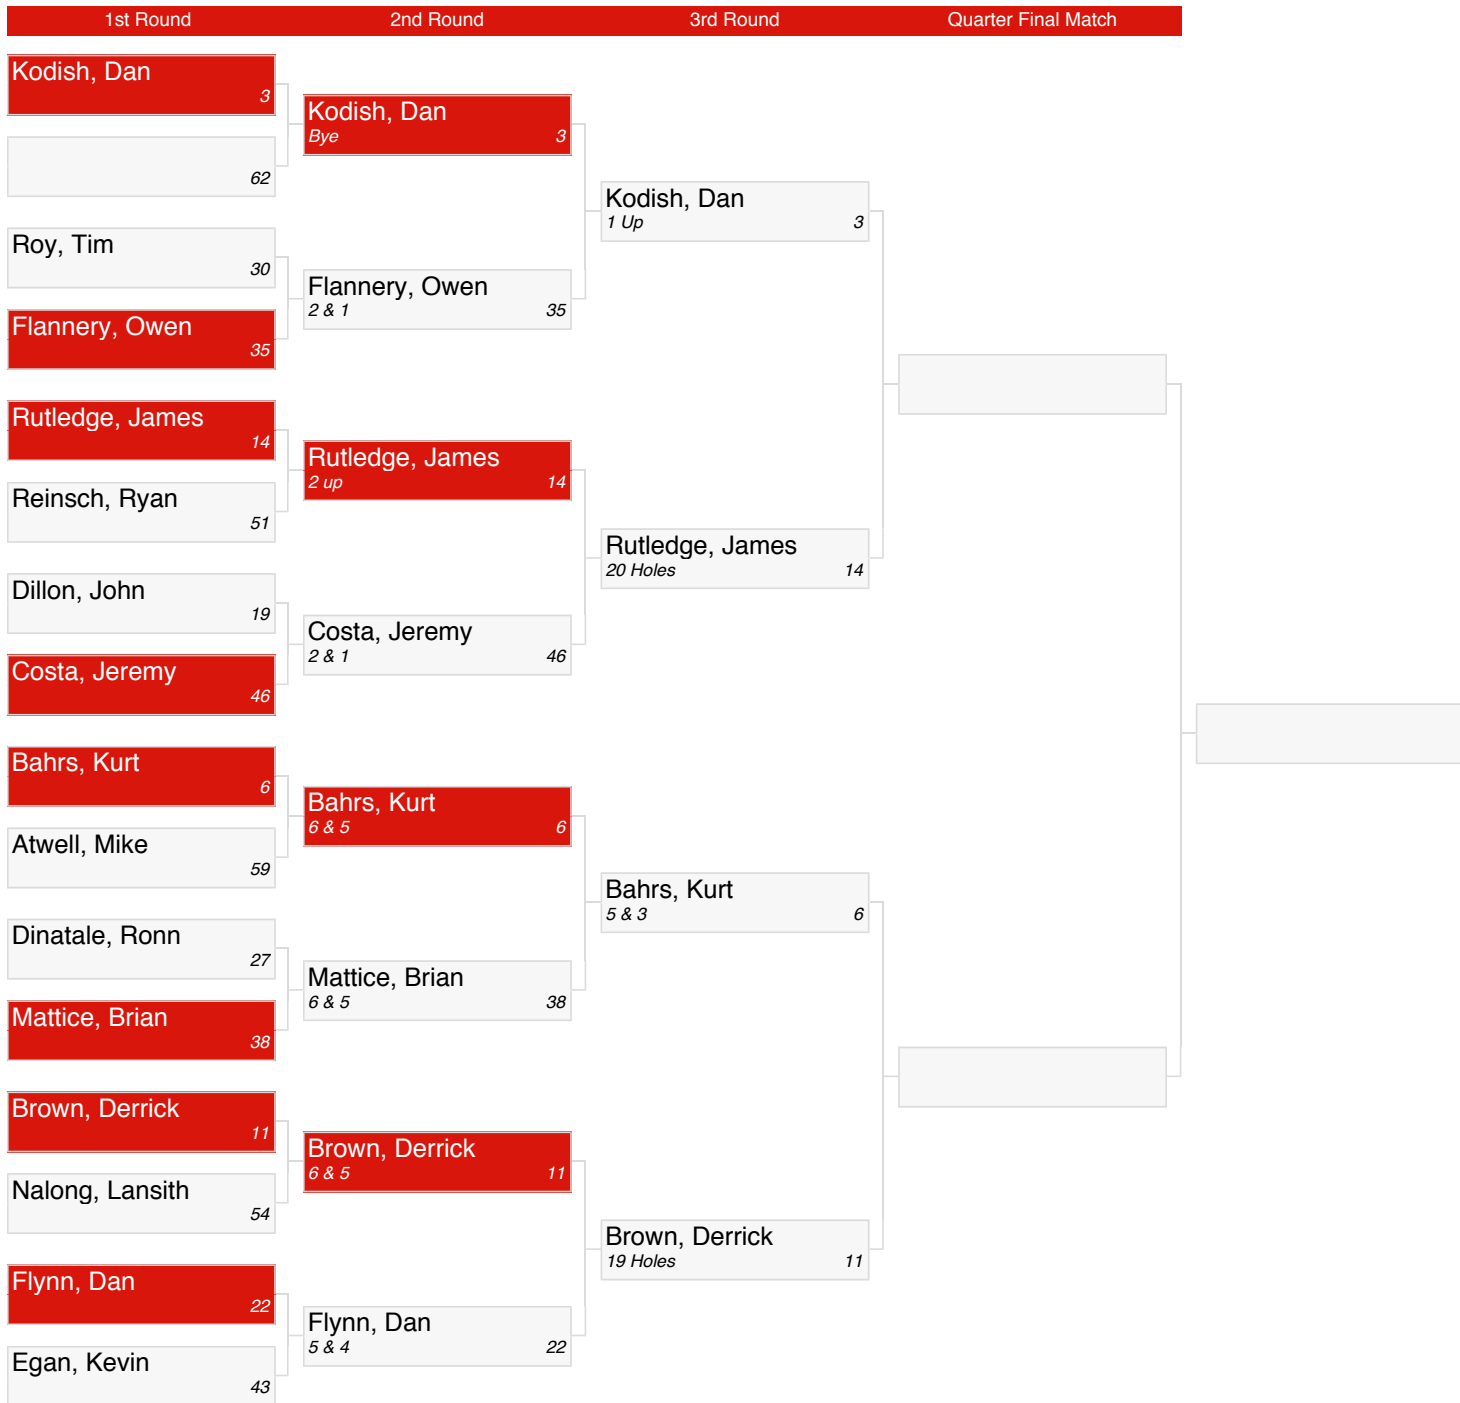 1st Round
2nd Round
3rd Round
Quarter Final Match
Kodish, Dan
3
62
Roy, Tim
30
Flannery, Owen
35
Rutledge, James
14
Reinsch, Ryan
51
Dillon, John
19
Costa, Jeremy
46
Bahrs, Kurt
6
Atwell, Mike
59
Dinatale, Ronn
27
Mattice, Brian
38
Brown, Derrick
11
Nalong, Lansith
54
Flynn, Dan
22
Egan, Kevin
43
Kodish, Dan
Bye 3
Flannery, Owen
2 & 1 35
Rutledge, James
2 up 14
Costa, Jeremy
2 & 1 46
Bahrs, Kurt
6 & 5 6
Mattice, Brian
6 & 5 38
Brown, Derrick
6 & 5 11
Flynn, Dan
5 & 4 22
Kodish, Dan
1 Up 3
Rutledge, James
20 Holes 14
Bahrs, Kurt
5 & 3 6
Brown, Derrick
19 Holes 11